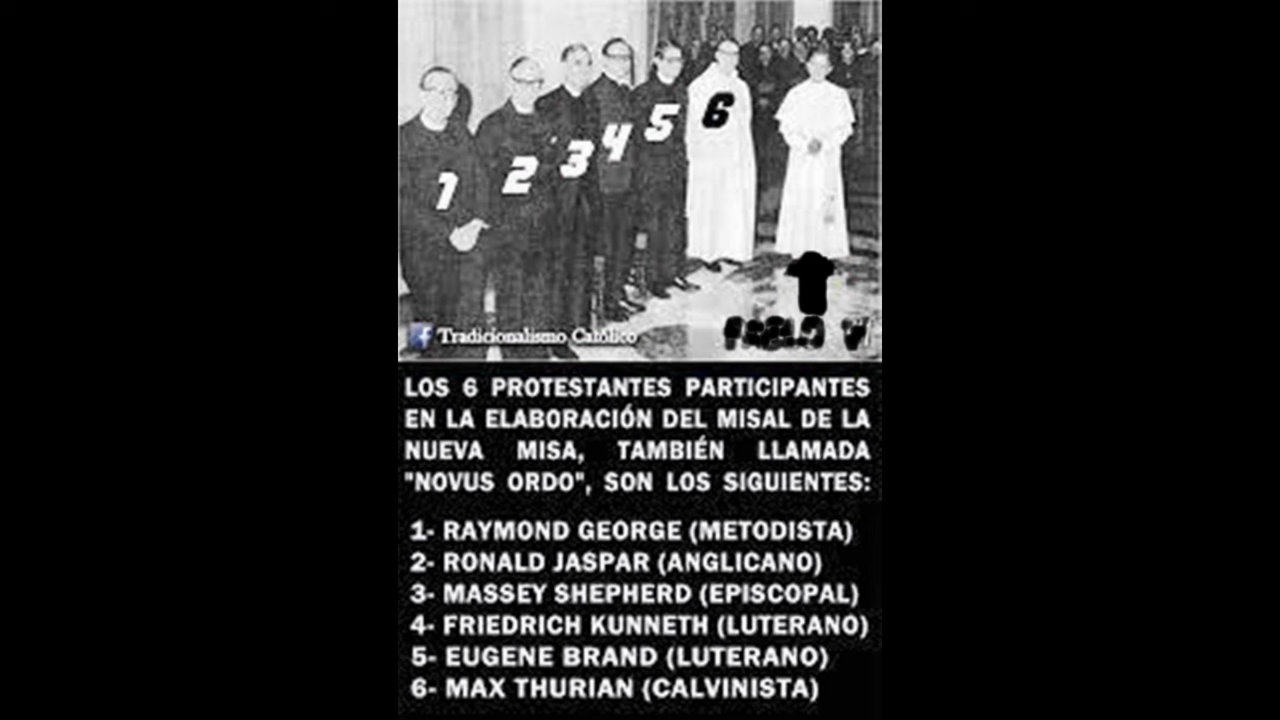 1
2
3
4
5
6
Tradicionalismo Católico
PABLO VI
LOS 6 PROTESTANTES PARTICIPANTES
EN LA ELABORACIÓN DEL MISAL DE LA
NUEVA MISA, TAMBIÉN LLAMADA
"NOVUS ORDO", SON LOS SIGUIENTES:
1- RAYMOND GEORGE (METODISTA)
2- RONALD JASPAR (ANGLICANO)
3- MASSEY SHEPHERD (EPISCOPAL)
4- FRIEDRICH KUNNETH (LUTERANO)
5- EUGENE BRAND (LUTERANO)
6- MAX THURIAN (CALVINISTA)